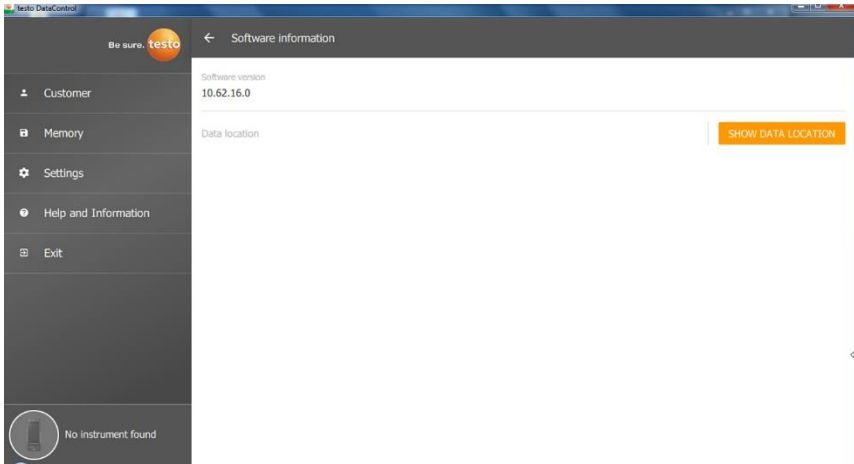 testo DataControl
Be sure. testo
Software information
Customer
Memory
Settings
Help and Information
Exit
Software version
10.62.16.0
Data location
SHOW DATA LOCATION
No instrument found